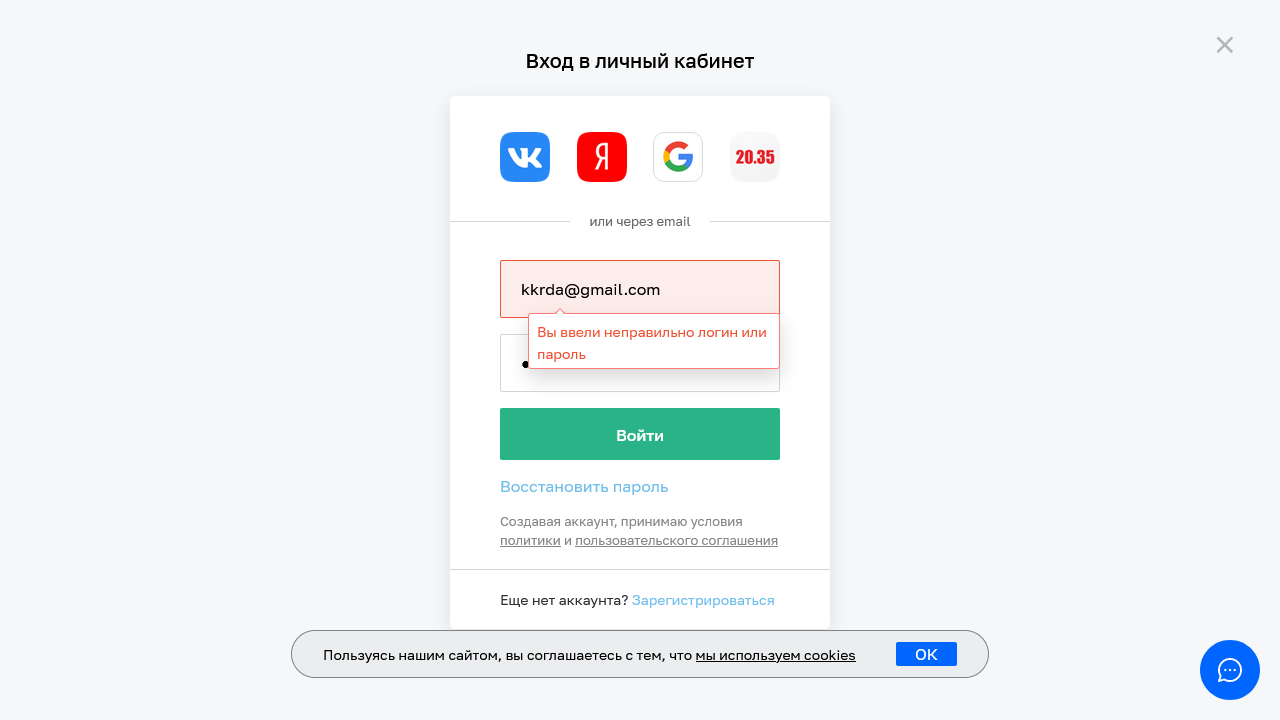 Вход в личный кабинет
20.35
или через email
kkrda@gmail.com
Вы ввели неправильно логин или
пароль
Войти
Восстановить пароль
Создавая аккаунт, принимаю условия
политики и пользовательского соглашения
Еще нет аккаунта? Зарегистрироваться
Пользуясь нашим сайтом, вы соглашаетесь с тем, что мы используем cookies
OK